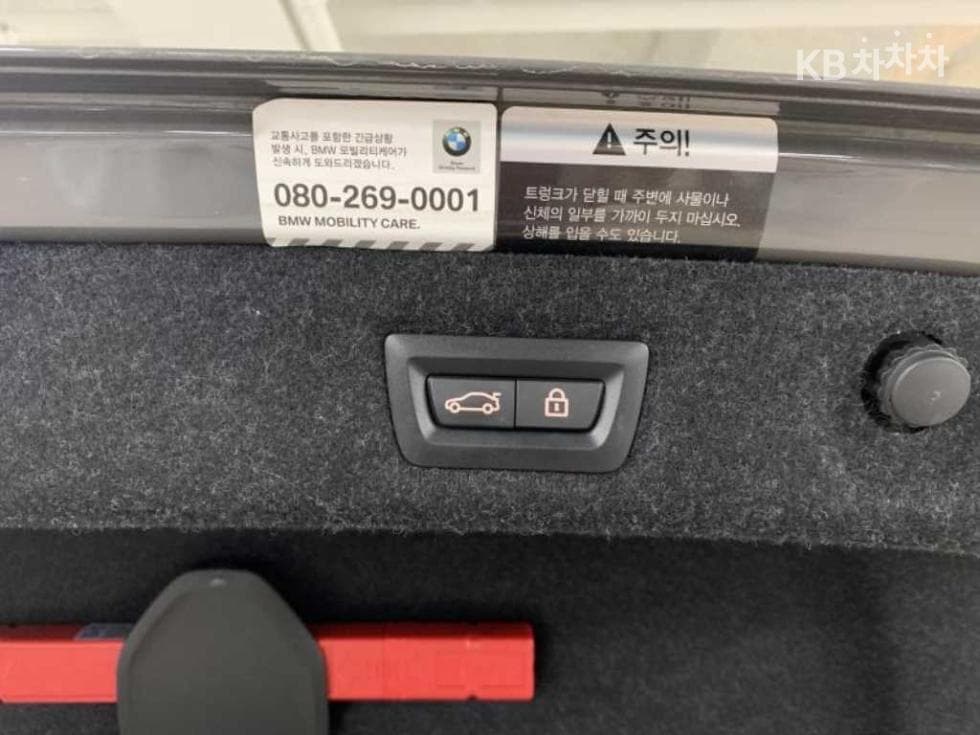 KB차차차
교통사고를 포함한 긴급상황
발생 시, BMW 모빌리티케어가
신속하게 도와드리겠습니다.
080-269-0001
BMW MOBILITY CARE.
주의!
트렁크가 닫힐 때 주변에 사물이나
신체의 일부를 가까이 두지 마십시오.
상해를 입을 수도 있습니다.